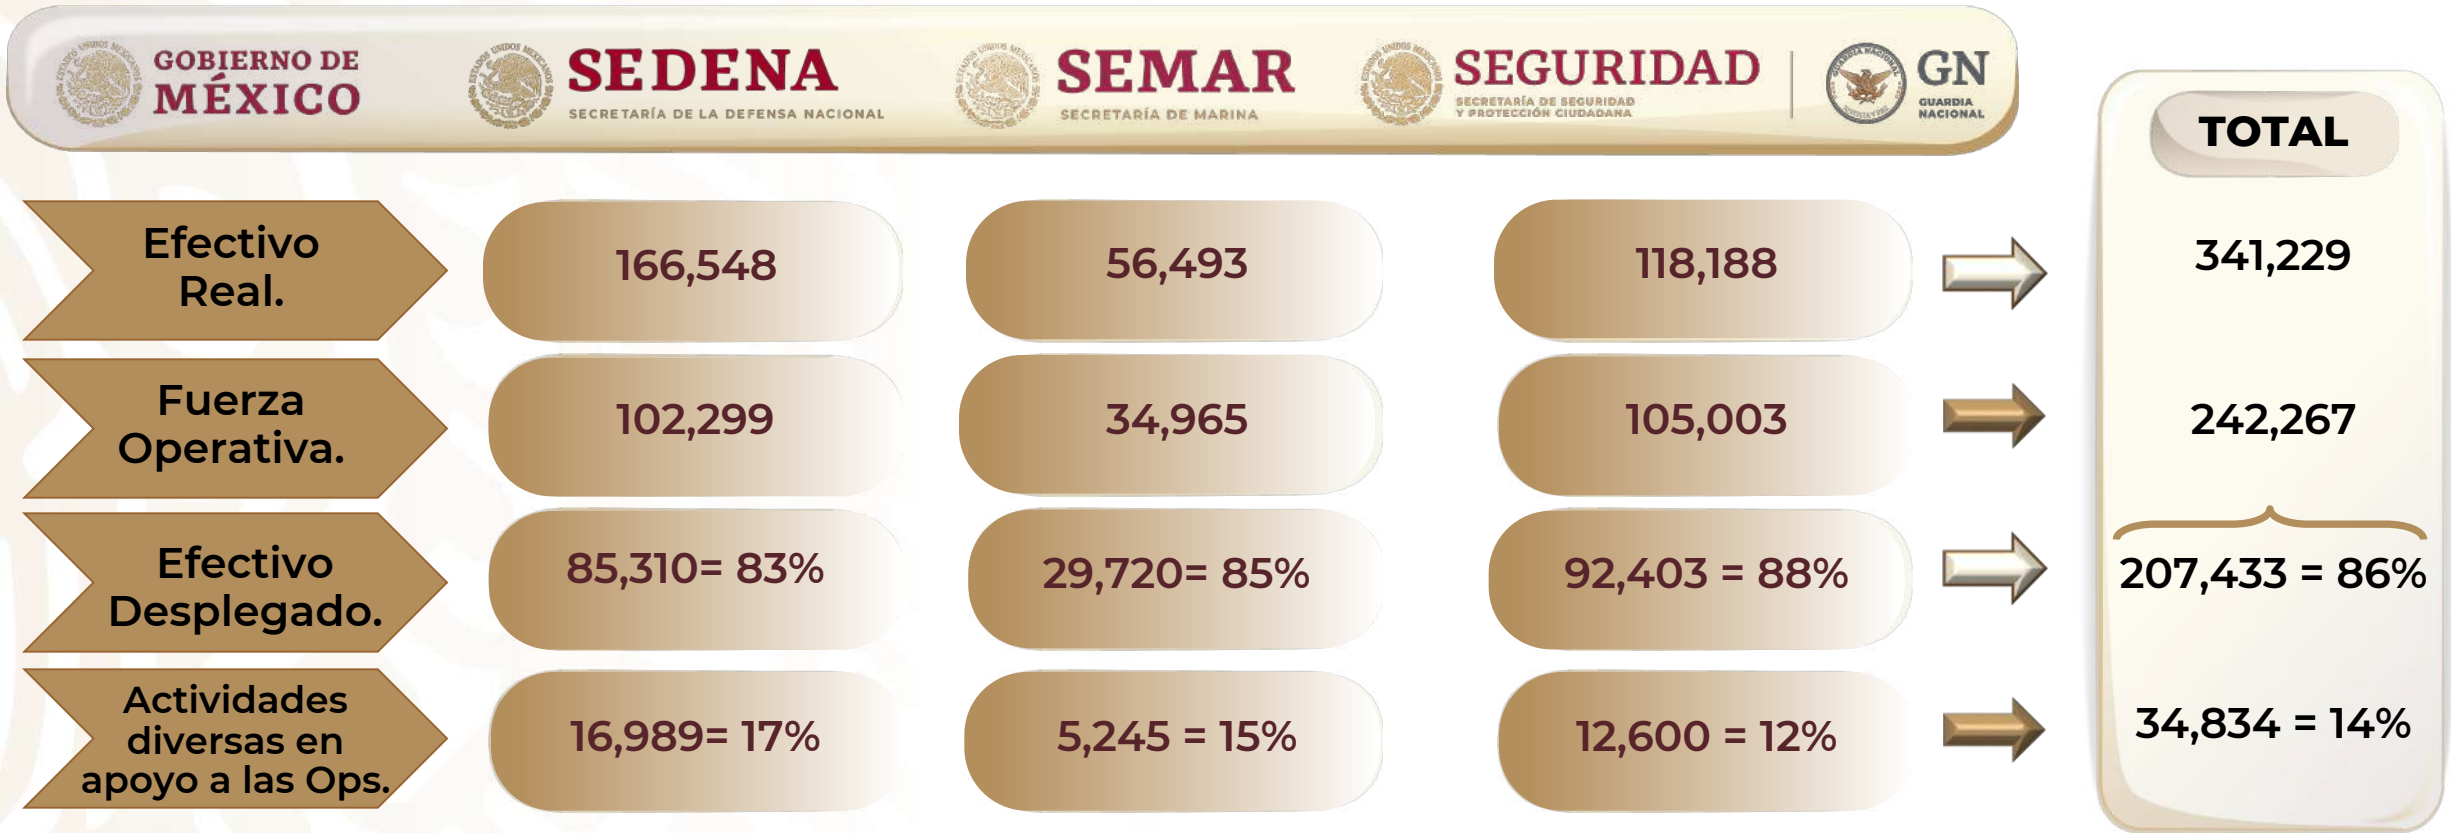 GOBIERNO DE
MÉXICO
SEDENA
SECRETARÍA DE LA DEFENSA NACIONAL
SEMAR
SECRETARÍA DE MARINA
SEGURIDAD
SECRETARÍA DE SEGURIDAD
Y PROTECCIÓN CIUDADANA
GN
GUARDIA
NACIONAL
TOTAL
Efectivo
Real.
166,548
56,493
118,188
341,229
Fuerza
Operativa.
102,299
34,965
105,003
242,267
Efectivo
Desplegado.
85,310= 83%
29,720= 85%
92,403 = 88%
207,433 = 86%
Actividades
diversas en
apoyo a las Ops.
16,989= 17%
5,245 = 15%
12,600 = 12%
34,834 = 14%